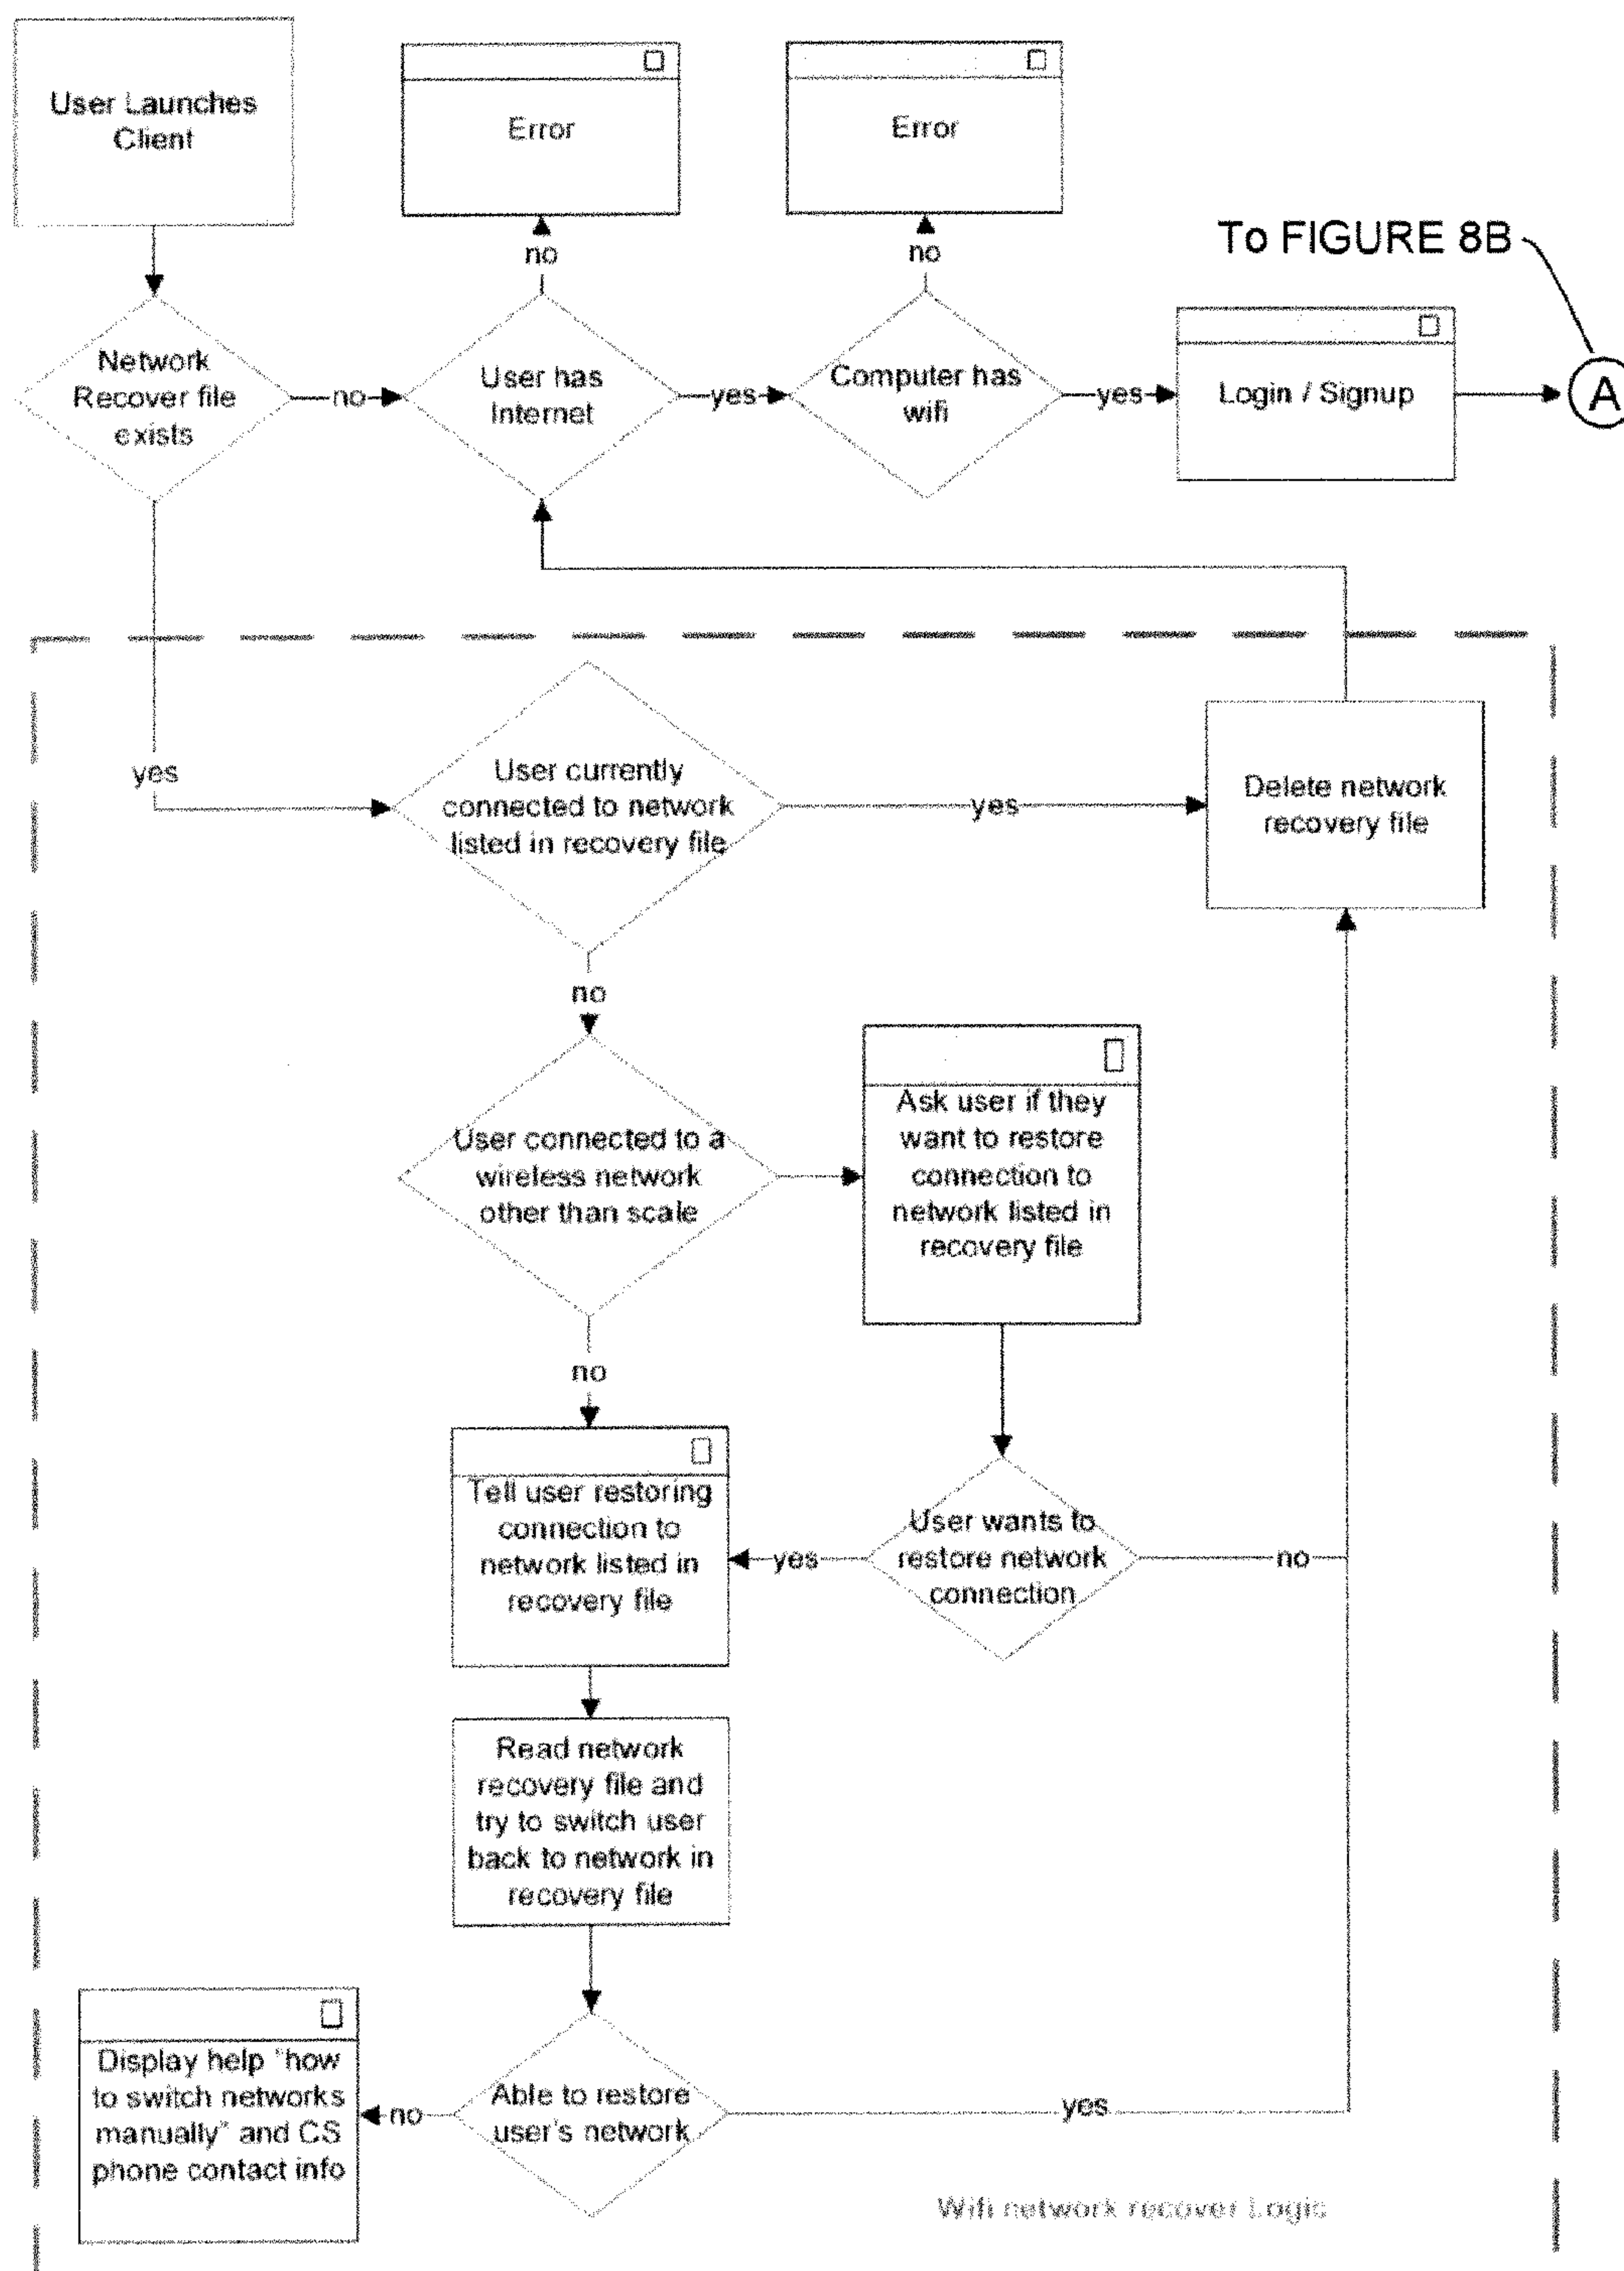 User Launches
Client
Error
Error
no
no
To FIGURE 8B
Network
Recover file
exists
no
User has
Internet
yes
Computer has
wifi
yes
Login / Signup
A
yes
User currently
connected to network
listed in recovery file
yes
Delete network
recovery file
no
User connected to a
wireless network
other than scale
Ask user if they
want to restore
connection to
network listed in
recovery file
no
Tell user restoring
connection to
network listed in
recovery file
yes
User wants to
restore network
connection
no
Read network
recovery file and
try to switch user
back to network in
recovery file
Display help "how
to switch networks
manually" and CS
phone contact info
no
Able to restore
user's network
yes
Wifi network recover Logic